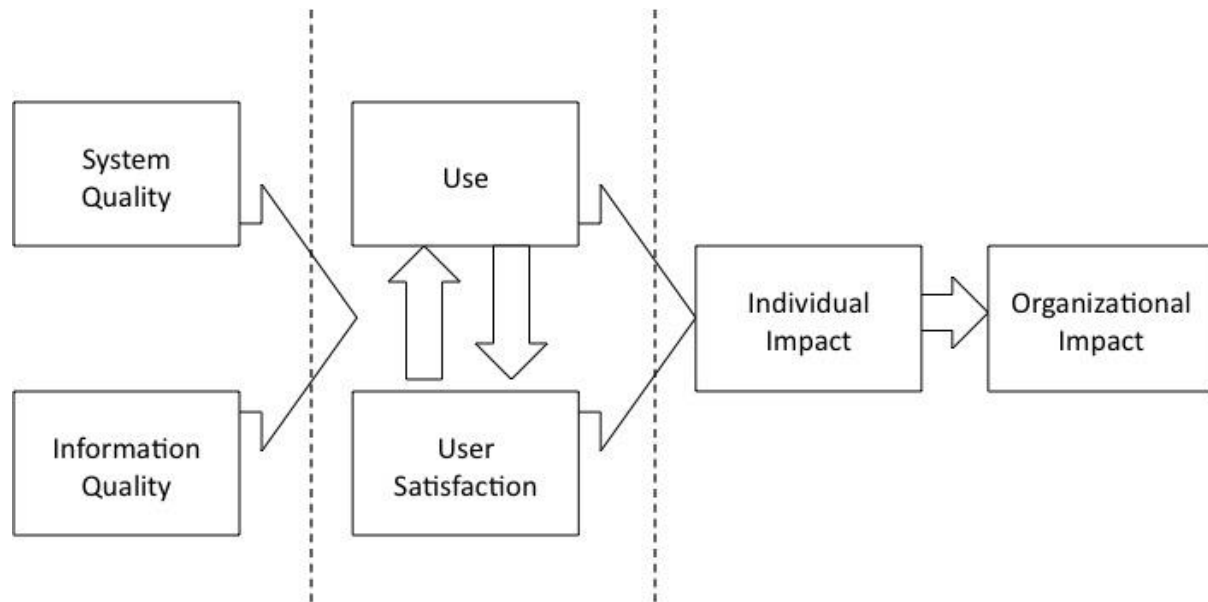 System
Quality
Use
Individual
Impact
Organizational
Impact
Information
Quality
User
Satisfaction